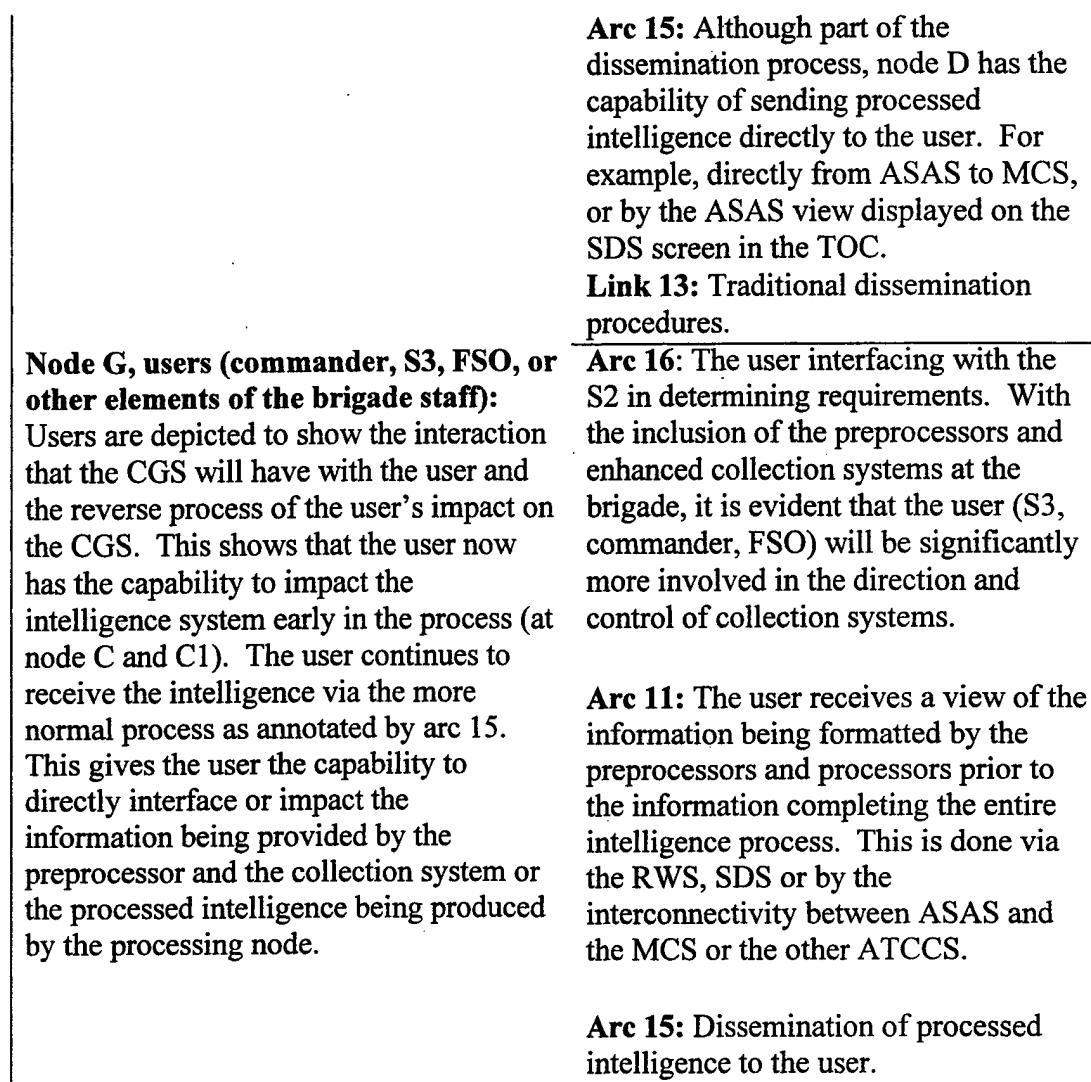 Arc 15: Although part of the
dissemination process, node D has the
capability of sending processed
intelligence directly to the user. For
example, directly from ASAS to MCS,
or by the ASAS view displayed on the
SDS screen in the TOC.
Link 13: Traditional dissemination
procedures.
Node G, users (commander, S3, FSO, or
other elements of the brigade staff):
Users are depicted to show the interaction
that the CGS will have with the user and
the reverse process of the user's impact on
the CGS. This shows that the user now
has the capability to impact the
intelligence system early in the process (at
node C and C1). The user continues to
receive the intelligence via the more
normal process as annotated by arc 15.
This gives the user the capability to
directly interface or impact the
information being provided by the
preprocessor and the collection system or
the processed intelligence being produced
by the processing node.
Arc 16: The user interfacing with the
S2 in determining requirements. With
the inclusion of the preprocessors and
enhanced collection systems at the
brigade, it is evident that the user (S3,
commander, FSO) will be significantly
more involved in the direction and
control of collection systems.
Arc 11: The user receives a view of the
information being formatted by the
preprocessors and processors prior to
the information completing the entire
intelligence process. This is done via
the RWS, SDS or by the
interconnectivity between ASAS and
the MCS or the other ATCCS.
Arc 15: Dissemination of processed
intelligence to the user.